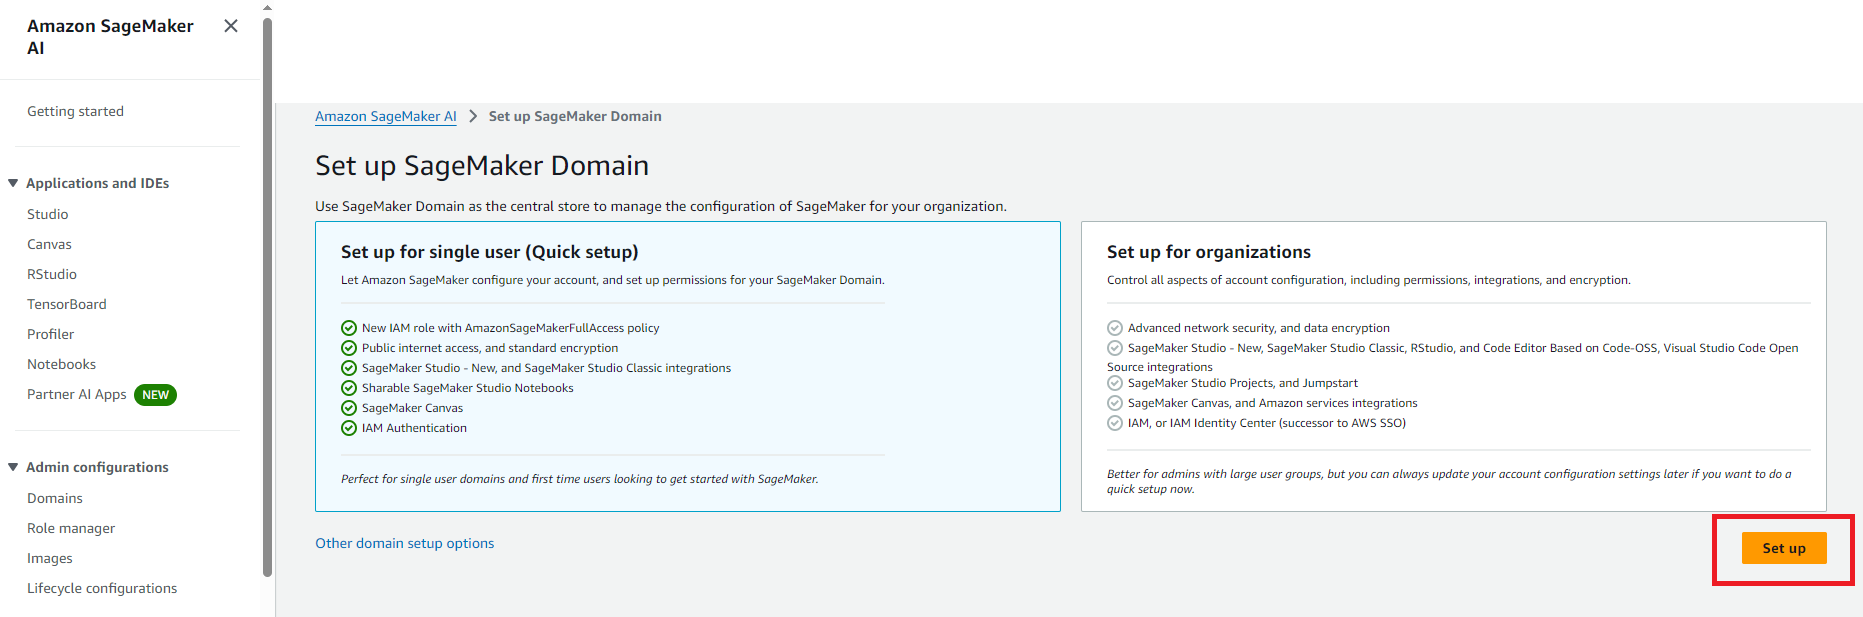 Amazon SageMaker
AI
Getting started
Applications and IDEs
Studio
Canvas
RStudio
TensorBoard
Profiler
Notebooks
Partner AI Apps NEW
Admin configurations
Domains
Role manager
Images
Lifecycle configurations
Amazon SageMaker AI > Set up SageMaker Domain
Set up SageMaker Domain
Use SageMaker Domain as the central store to manage the configuration of SageMaker for your organization.
Set up for single user (Quick setup)
Let Amazon SageMaker configure your account, and set up permissions for your SageMaker Domain.
New IAM role with AmazonSageMakerFullAccess policy
Public internet access, and standard encryption
SageMaker Studio - New, and SageMaker Studio Classic integrations
Sharable SageMaker Studio Notebooks
SageMaker Canvas
IAM Authentication
Perfect for single user domains and first time users looking to get started with SageMaker.
Set up for organizations
Control all aspects of account configuration, including permissions, integrations, and encryption.
Advanced network security, and data encryption
SageMaker Studio - New, SageMaker Studio Classic, RStudio, and Code Editor Based on Code-OSS, Visual Studio Code Open
Source integrations
SageMaker Studio Projects, and Jumpstart
SageMaker Canvas, and Amazon services integrations
IAM, or IAM Identity Center (successor to AWS SSO)
Better for admins with large user groups, but you can always update your account configuration settings later if you want to do a
quick setup now.
Other domain setup options
Set up